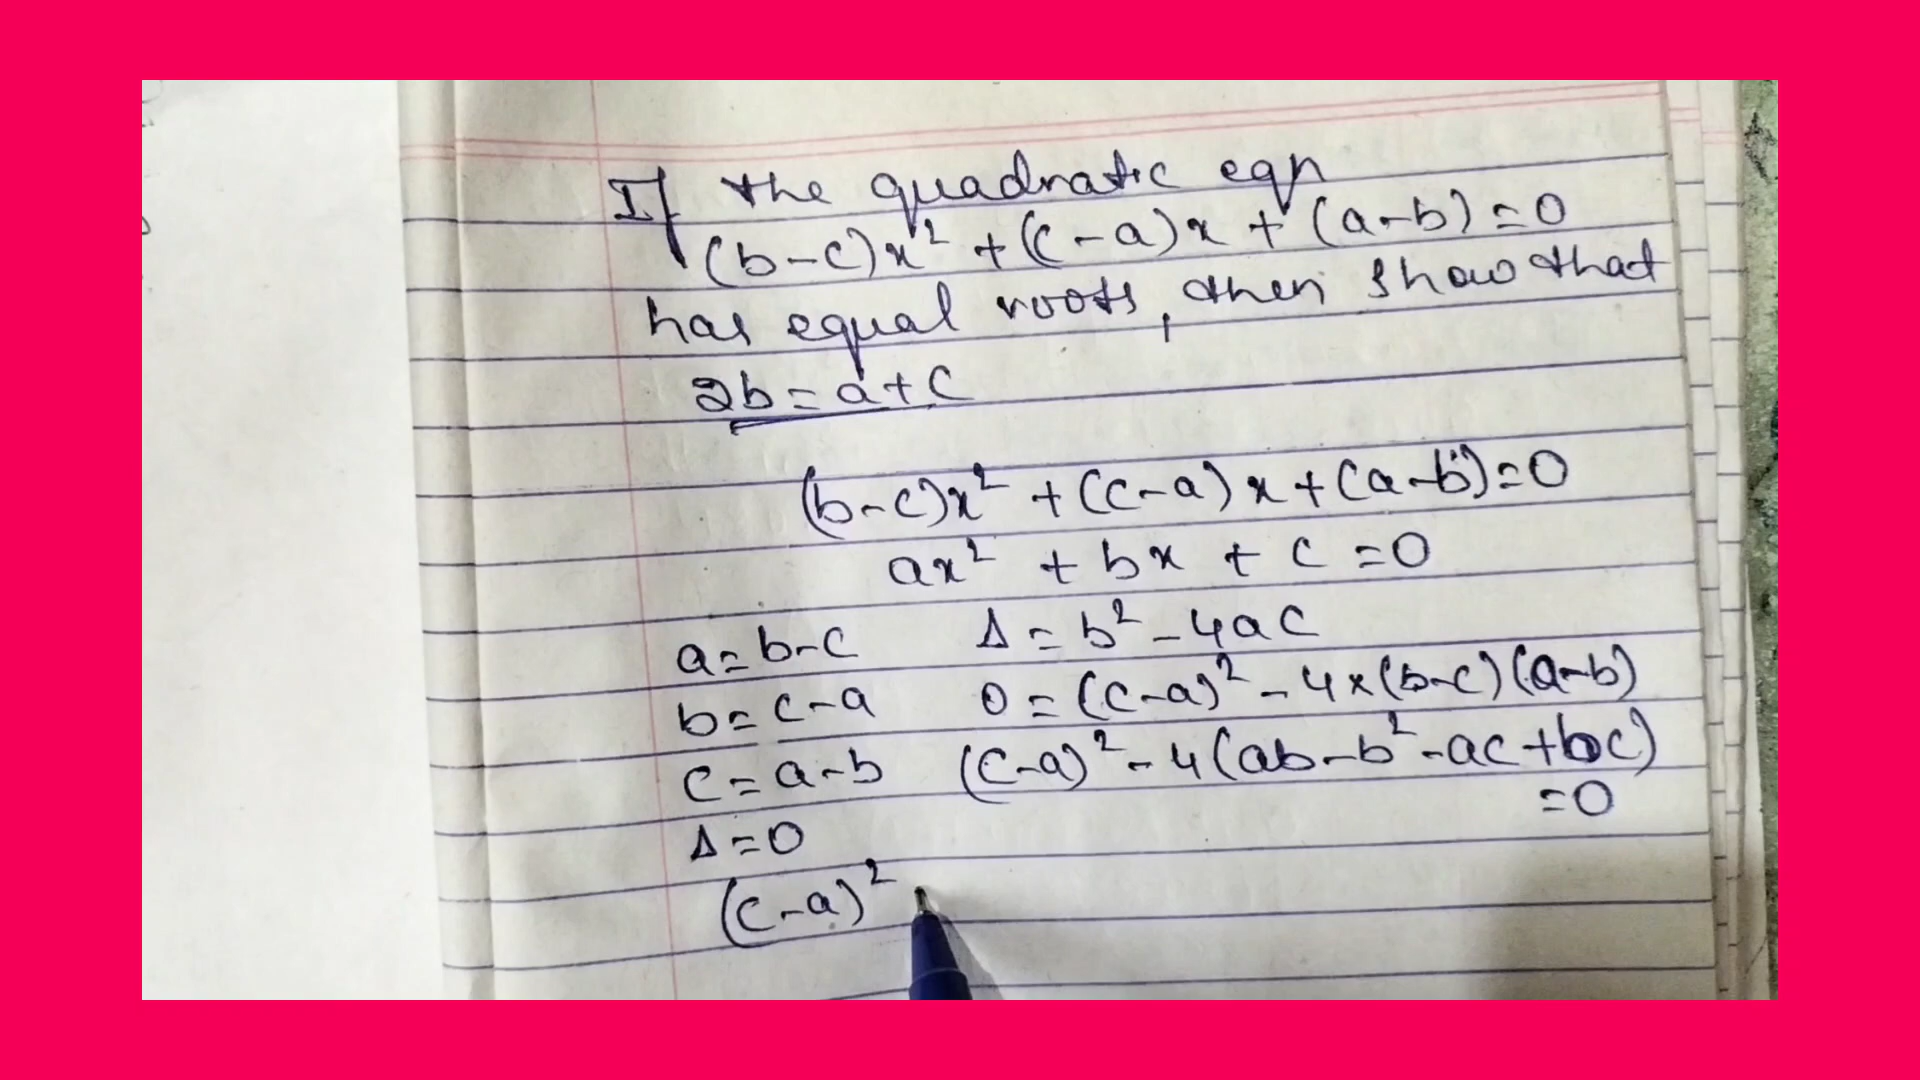 If the quadratic eqn
(b-c)x² + (c-a)x + (a-b) = 0
has equal roots, then show that
2b = a + c
(b-c)x² + (c-a)x + (a-b) = 0
ax² + bx + c = 0
a = b-c Δ = b² - 4ac
b = c-a 0 = (c-a)² - 4×(b-c)(a-b)
c = a-b (c-a)² - 4(ab-b²-ac+bc)
= 0
Δ = 0
(c-a)²